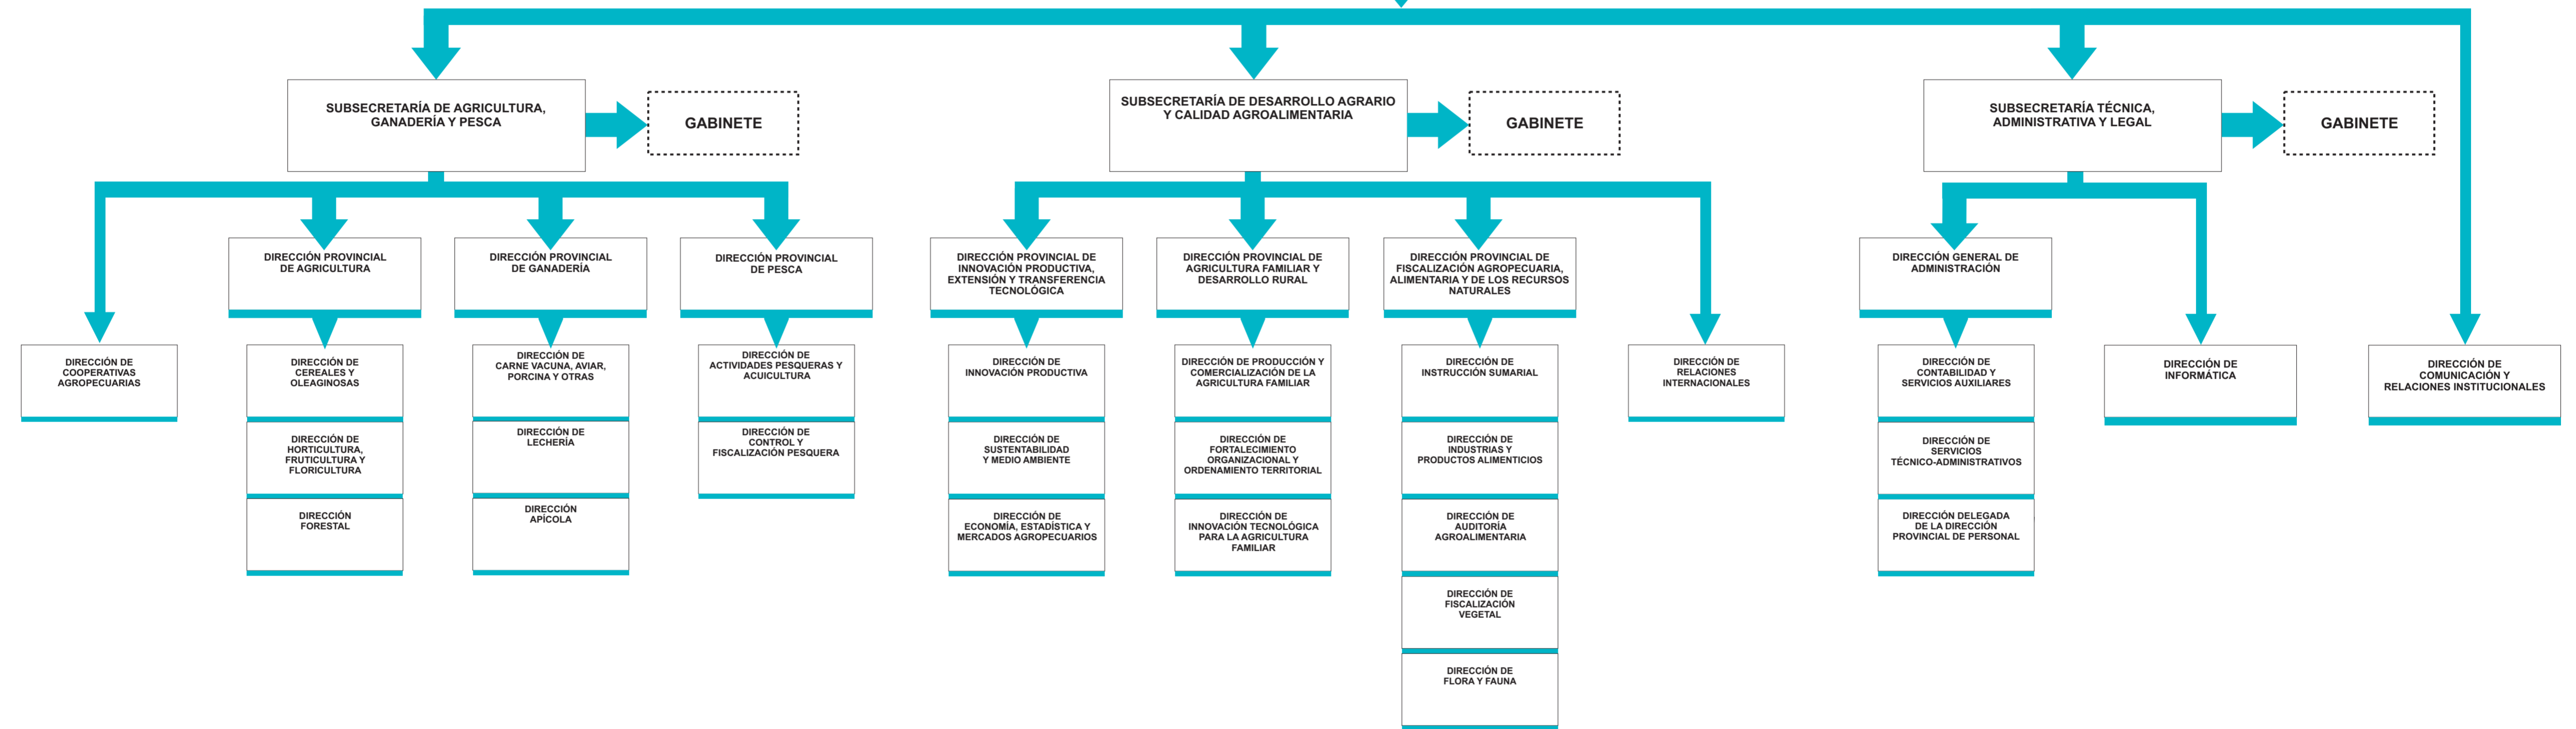 SUBSECRETARÍA DE AGRICULTURA,
GANADERÍA Y PESCA
GABINETE
SUBSECRETARÍA DE DESARROLLO AGRARIO
Y CALIDAD AGROALIMENTARIA
GABINETE
SUBSECRETARÍA TÉCNICA,
ADMINISTRATIVA Y LEGAL
GABINETE
DIRECCIÓN PROVINCIAL
DE AGRICULTURA
DIRECCIÓN PROVINCIAL
DE GANADERÍA
DIRECCIÓN PROVINCIAL
DE PESCA
DIRECCIÓN PROVINCIAL DE
INNOVACIÓN PRODUCTIVA,
EXTENSIÓN Y TRANSFERENCIA
TECNOLÓGICA
DIRECCIÓN PROVINCIAL DE
AGRICULTURA FAMILIAR Y
DESARROLLO RURAL
DIRECCIÓN PROVINCIAL DE
FISCALIZACIÓN AGROPECUARIA,
ALIMENTARIA Y DE LOS RECURSOS
NATURALES
DIRECCIÓN GENERAL DE
ADMINISTRACIÓN
DIRECCIÓN DE
COOPERATIVAS
AGROPECUARIAS
DIRECCIÓN DE
CEREALES Y
OLEAGINOSAS
DIRECCIÓN DE
CARNE VACUNA, AVIAR,
PORCINA Y OTRAS
DIRECCIÓN DE
ACTIVIDADES PESQUERAS Y
ACUICULTURA
DIRECCIÓN DE
INNOVACIÓN PRODUCTIVA
DIRECCIÓN DE PRODUCCIÓN Y
COMERCIALIZACIÓN DE LA
AGRICULTURA FAMILIAR
DIRECCIÓN DE
INSTRUCCIÓN SUMARIAL
DIRECCIÓN DE
RELACIONES
INTERNACIONALES
DIRECCIÓN DE
CONTABILIDAD Y
SERVICIOS AUXILIARES
DIRECCIÓN DE
INFORMÁTICA
DIRECCIÓN DE
COMUNICACIÓN Y
RELACIONES INSTITUCIONALES
DIRECCIÓN DE
HORTICULTURA,
FRUTICULTURA Y
FLORICULTURA
DIRECCIÓN DE
LECHERÍA
DIRECCIÓN DE
CONTROL Y
FISCALIZACIÓN PESQUERA
DIRECCIÓN DE
SUSTENTABILIDAD
Y MEDIO AMBIENTE
DIRECCIÓN DE
FORTALECIMIENTO
ORGANIZACIONAL Y
ORDENAMIENTO TERRITORIAL
DIRECCIÓN DE
INDUSTRIAS Y
PRODUCTOS ALIMENTICIOS
DIRECCIÓN DE
SERVICIOS
TÉCNICO-ADMINISTRATIVOS
DIRECCIÓN
FORESTAL
DIRECCIÓN
APÍCOLA
DIRECCIÓN DE
ECONOMÍA, ESTADÍSTICA Y
MERCADOS AGROPECUARIOS
DIRECCIÓN DE
INNOVACIÓN TECNOLÓGICA
PARA LA AGRICULTURA
FAMILIAR
DIRECCIÓN DE
AUDITORÍA
AGROALIMENTARIA
DIRECCIÓN DELEGADA
DE LA DIRECCIÓN
PROVINCIAL DE PERSONAL
DIRECCIÓN DE
FISCALIZACIÓN
VEGETAL
DIRECCIÓN DE
FLORA Y FAUNA